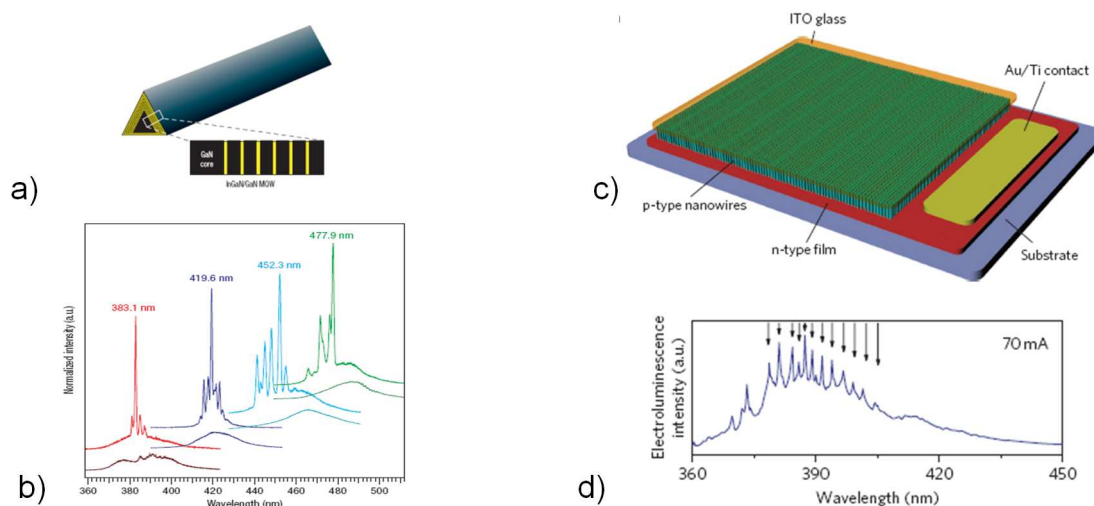 a)
GaN
core
InGaN/GaN MQW
b)
Normalized intensity (a.u.)
383.1 nm
419.6 nm
452.3 nm
477.9 nm
360 380 400 420 440 460 480 500
Wavelength (nm)
c)
ITO glass
Au/Ti contact
p-type nanowires
n-type film
Substrate
d)
Electroluminescence
intensity (a.u.)
70 mA
360 390 420 450
Wavelength (nm)